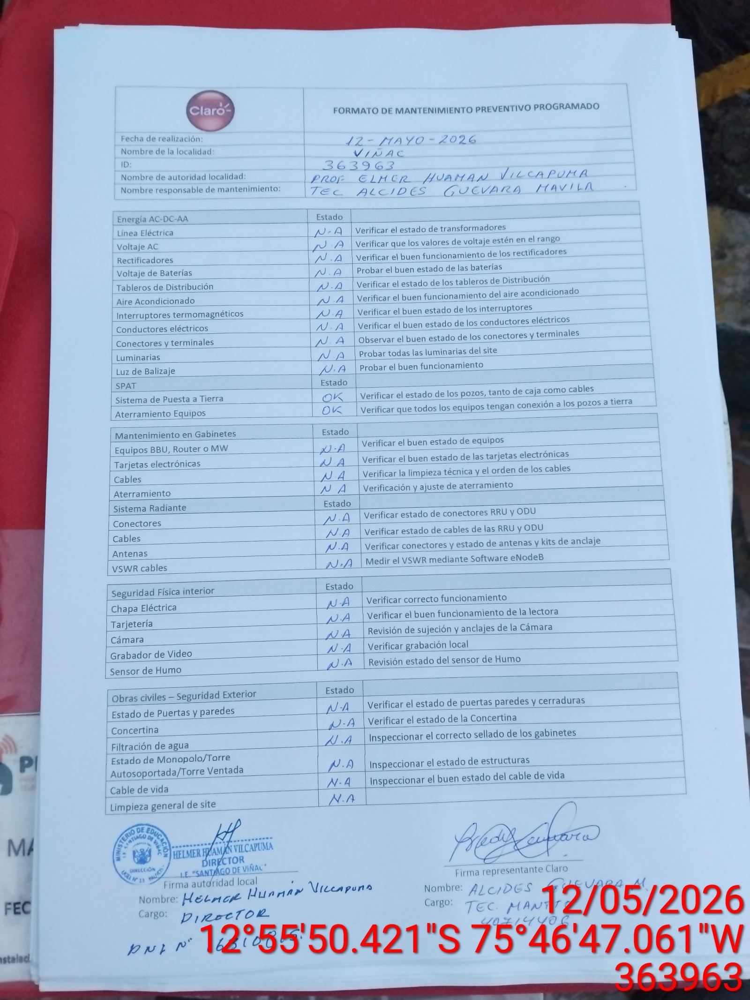 Claro
FORMATO DE MANTENIMIENTO PREVENTIVO PROGRAMADO
Fecha de realización: 12-MAYO-2026
Nombre de la localidad: VIÑAC
ID: 363963
Nombre de autoridad localidad: PROF ELMER HUAMAN VILCAPUMA
Nombre responsable de mantenimiento: TEC ALCIDES GUEVARA MAVILA
Energía AC-DC-AA Estado
Línea Eléctrica N-A Verificar el estado de transformadores
Voltaje AC N.A Verificar que los valores de voltaje estén en el rango
Rectificadores N.A Verificar el buen funcionamiento de los rectificadores
Voltaje de Baterías N.A Probar el buen estado de las baterías
Tableros de Distribución N.A Verificar el estado de los tableros de Distribución
Aire Acondicionado N.A Verificar el buen funcionamiento del aire acondicionado
Interruptores termomagnéticos N.A Verificar el buen estado de los interruptores
Conductores eléctricos N.A Verificar el buen estado de los conductores eléctricos
Conectores y terminales N.A Observar el buen estado de los conectores y terminales
Luminarias N.A Probar todas las luminarias del site
Luz de Balizaje N.A Probar el buen funcionamiento
SPAT Estado
Sistema de Puesta a Tierra OK Verificar el estado de los pozos, tanto de caja como cables
Aterramiento Equipos OK Verificar que todos los equipos tengan conexión a los pozos a tierra
Mantenimiento en Gabinetes Estado
Equipos BBU, Router o MW N.A Verificar el buen estado de equipos
Tarjetas electrónicas N.A Verificar el buen estado de las tarjetas electrónicas
Cables N.A Verificar la limpieza técnica y el orden de los cables
Aterramiento N.A Verificación y ajuste de aterramiento
Sistema Radiante Estado
Conectores N.A Verificar estado de conectores RRU y ODU
Cables N.A Verificar estado de cables de las RRU y ODU
Antenas N.A Verificar conectores y estado de antenas y kits de anclaje
VSWR cables N.A Medir el VSWR mediante Software eNodeB
Seguridad Física interior Estado
Chapa Eléctrica N.A Verificar correcto funcionamiento
Tarjetería N.A Verificar el buen funcionamiento de la lectora
Cámara N.A Revisión de sujeción y anclajes de la Cámara
Grabador de Video N.A Verificar grabación local
Sensor de Humo N.A Revisión estado del sensor de Humo
Obras civiles – Seguridad Exterior Estado
Estado de Puertas y paredes N.A Verificar el estado de puertas paredes y cerraduras
Concertina N.A Verificar el estado de la Concertina
Filtración de agua N.A Inspeccionar el correcto sellado de los gabinetes
Estado de Monopolo/Torre
Autosoportada/Torre Ventada N.A Inspeccionar el estado de estructuras
Cable de vida N.A Inspeccionar el buen estado del cable de vida
Limpieza general de site N.A
MINISTERIO DE EDUCACIÓN
I.E. SANTIAGO DE VIÑAC
DIRECCIÓN
UGEL N° 13
HELMER HUAMÁN VILCAPUMA
DIRECTOR
I.E. "SANTIAGO DE VIÑAC"
Firma autoridad local
Nombre: HELMER HUAMÁN VILCAPUMA
Cargo: DIRECTOR
DNI N°
Firma representante Claro
Nombre: ALCIDES GUEVARA M.
Cargo: TEC. MANTTO
40714406
12/05/2026
12°55'50.421"S 75°46'47.061"W
363963
MA
FEC